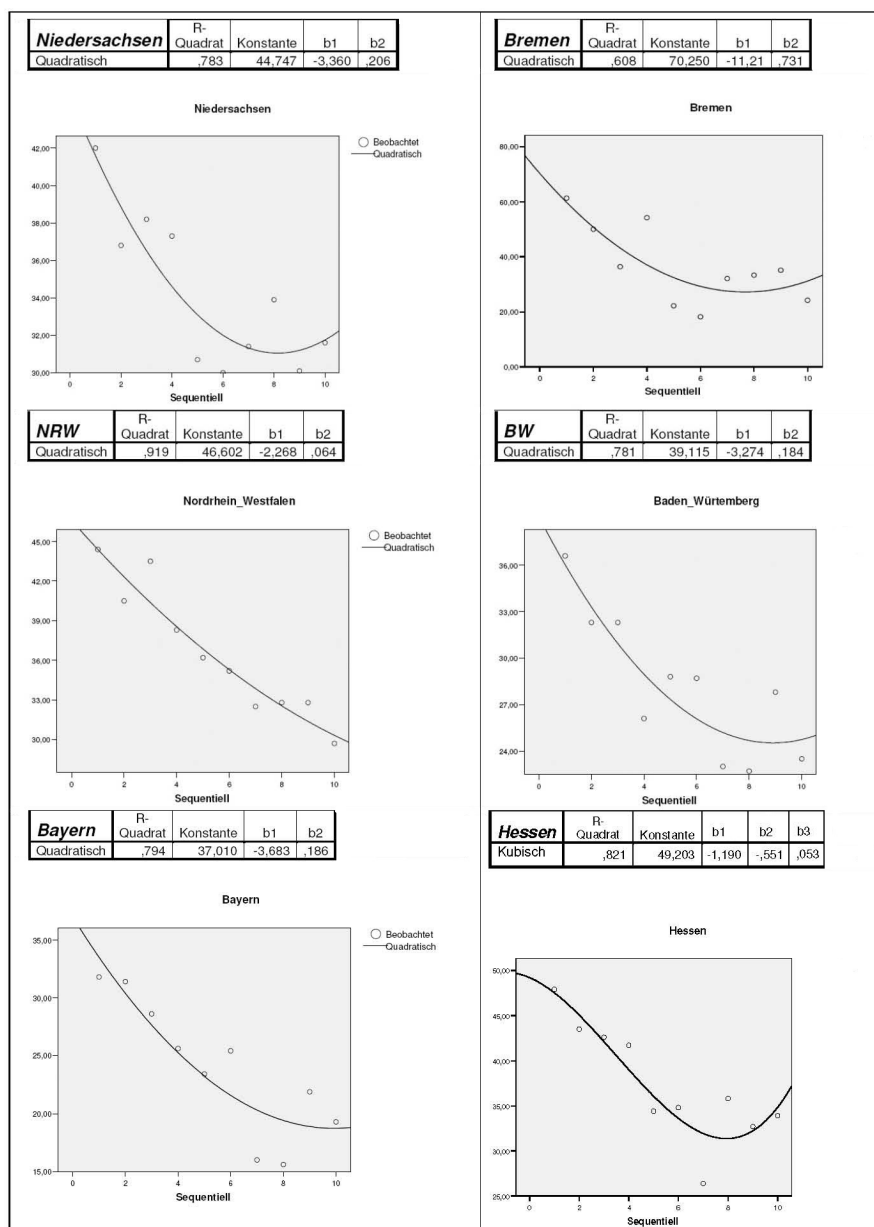 Niedersachsen R-Quadrat Konstante b1 b2
Quadratisch ,783 44,747 -3,360 ,206
Niedersachsen
Beobachtet
Quadratisch
42,00
40,00
38,00
36,00
34,00
32,00
30,00
0 2 4 6 8 10
Sequentiell
Bremen R-Quadrat Konstante b1 b2
Quadratisch ,608 70,250 -11,21 ,731
Bremen
80,00
60,00
40,00
20,00
0,00
0 2 4 6 8 10
Sequentiell
NRW R-Quadrat Konstante b1 b2
Quadratisch ,919 46,602 -2,268 ,064
Nordrhein_Westfalen
Beobachtet
Quadratisch
45,00
42,00
39,00
36,00
33,00
30,00
0 2 4 6 8 10
Sequentiell
BW R-Quadrat Konstante b1 b2
Quadratisch ,781 39,115 -3,274 ,184
Baden_Würtemberg
36,00
33,00
30,00
27,00
24,00
0 2 4 6 8 10
Sequentiell
Bayern R-Quadrat Konstante b1 b2
Quadratisch ,794 37,010 -3,683 ,186
Bayern
Beobachtet
Quadratisch
35,00
30,00
25,00
20,00
15,00
0 2 4 6 8 10
Sequentiell
Hessen R-Quadrat Konstante b1 b2 b3
Kubisch ,821 49,203 -1,190 -,551 ,053
Hessen
50,00
45,00
40,00
35,00
30,00
25,00
0 2 4 6 8 10
Sequentiell